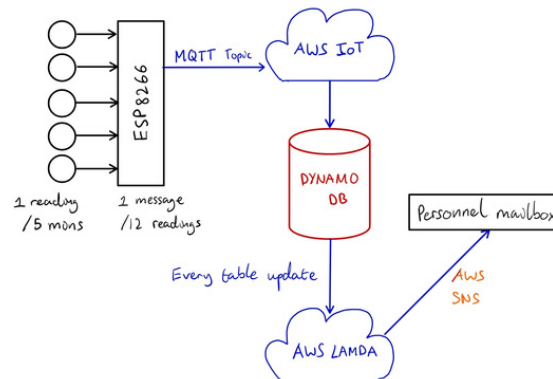 MQTT Topic
AWS IoT
ESP8266
1 reading
/5 mins
1 message
/12 readings
DYNAMO
DB
Personnel mailbox
Every table update
AWS
SNS
AWS LAMDA